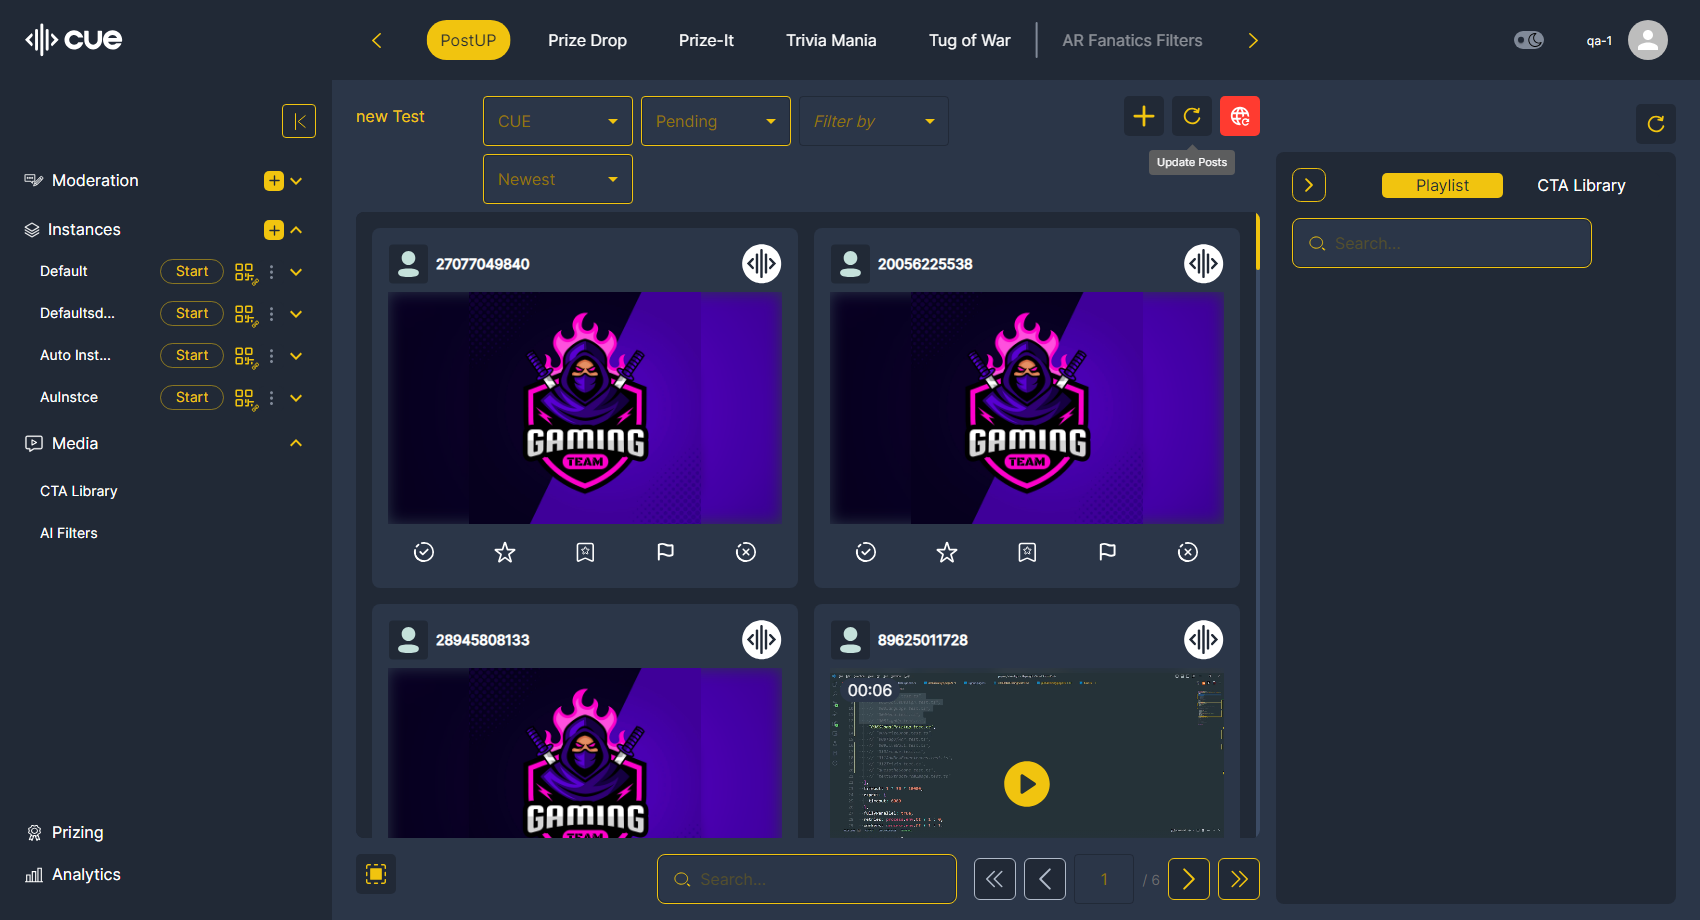 cue
PostUP
Prize Drop
Prize-It
Trivia Mania
Tug of War
AR Fanatics Filters
qa-1
new Test
CUE
Pending
Filter by
Newest
Update Posts
Moderation
Instances
Default
Start
Defaultsd...
Start
Auto Inst...
Start
AuInstce
Start
Media
CTA Library
AI Filters
Prizing
Analytics
27077049840
GAMING
TEAM
20056225538
GAMING
TEAM
28945808133
GAMING
89625011728
00:06
Search...
1
/ 6
Playlist
CTA Library
Search...